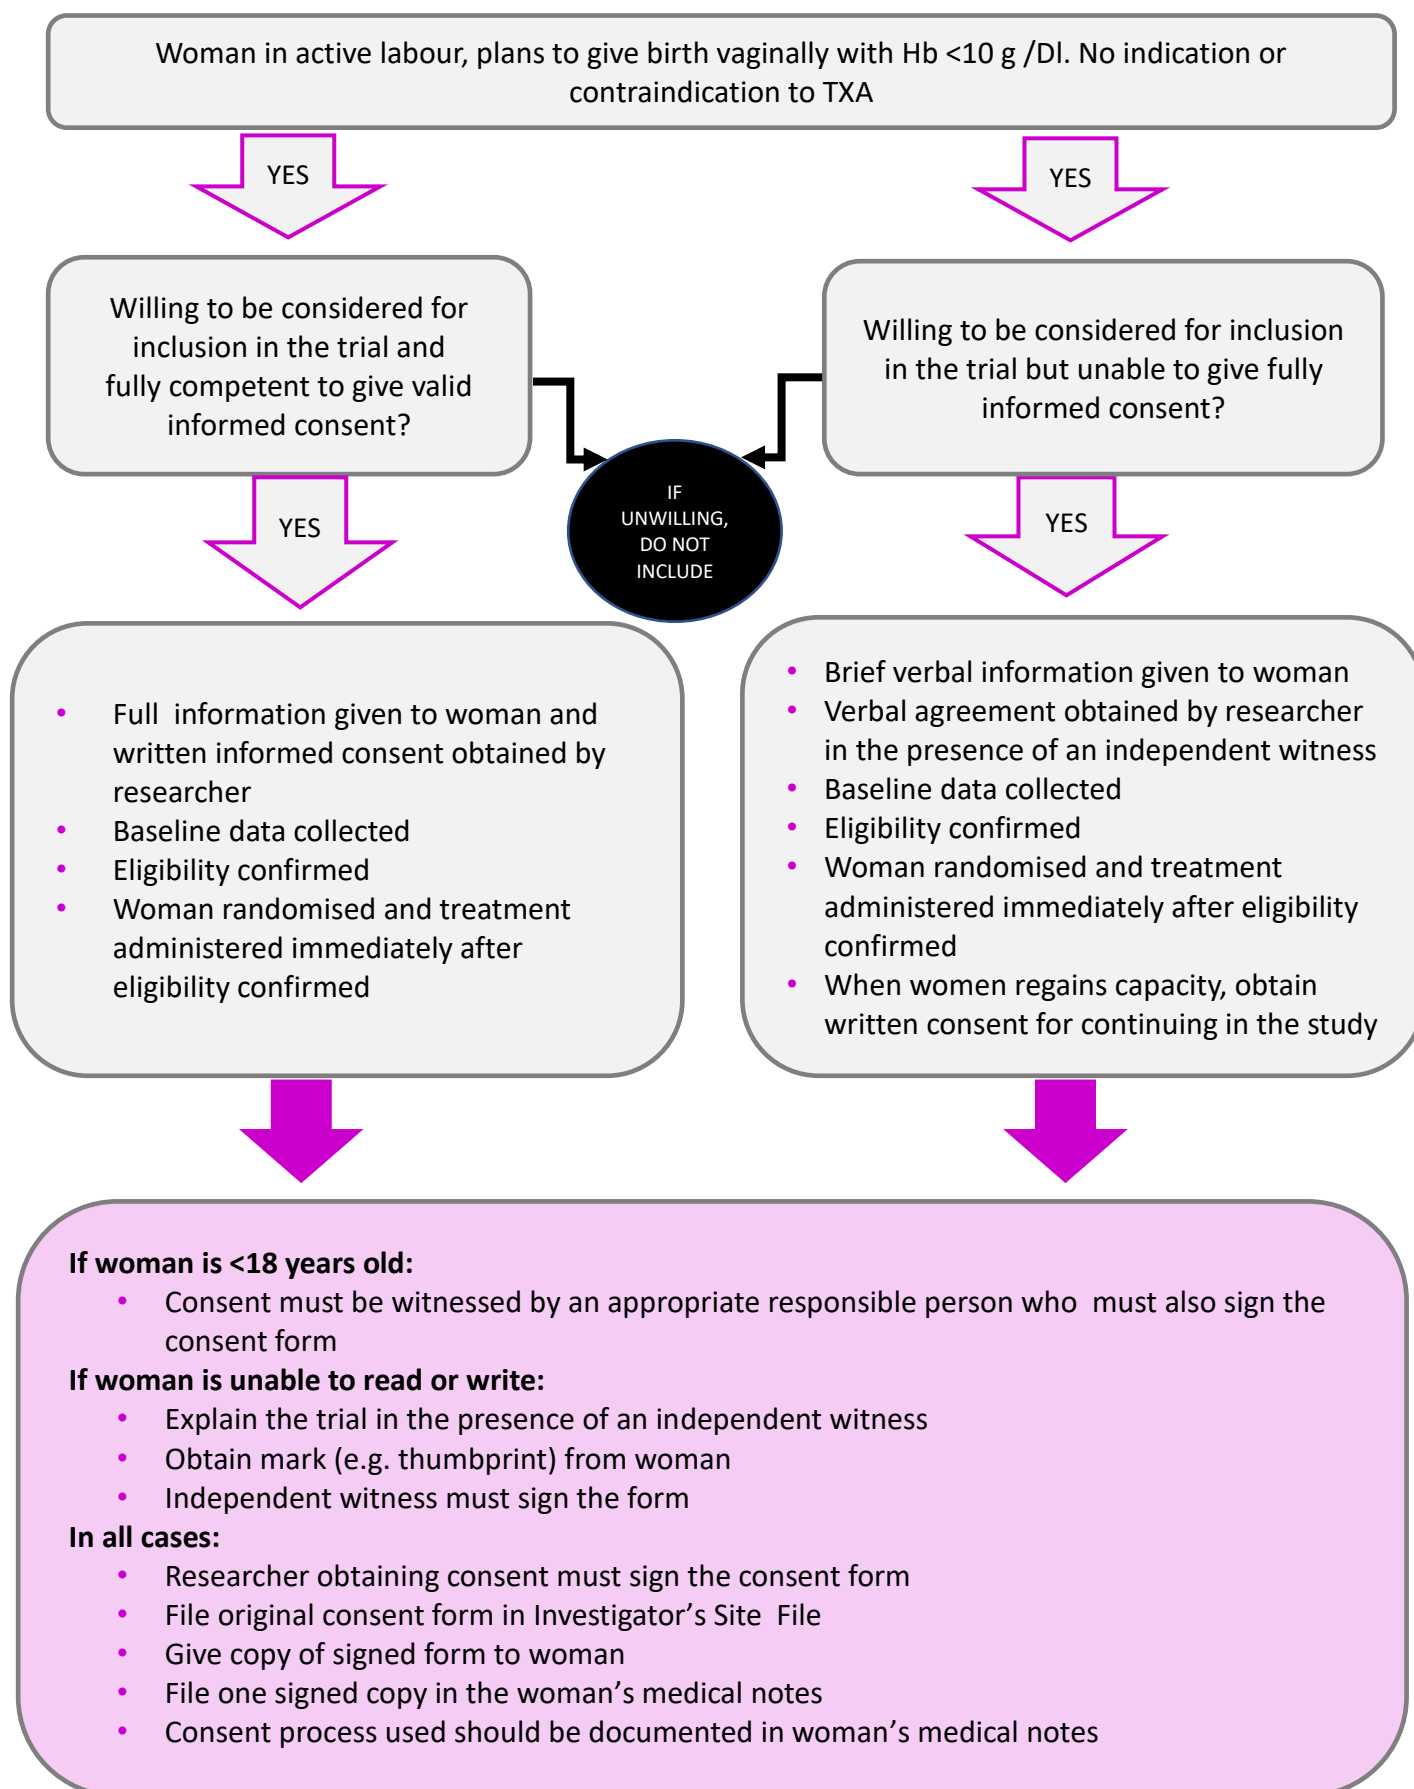 Woman in active labour, plans to give birth vaginally with Hb <10 g /Dl. No indication or
contraindication to TXA
YES
YES
Willing to be considered for
inclusion in the trial and
fully competent to give valid
informed consent?
Willing to be considered for inclusion
in the trial but unable to give fully
informed consent?
IF
UNWILLING,
DO NOT
INCLUDE
YES
YES
• Full  information given to woman and
written informed consent obtained by
researcher
• Baseline data collected
• Eligibility confirmed
• Woman randomised and treatment
administered immediately after
eligibility confirmed
• Brief verbal information given to woman
• Verbal agreement obtained by researcher
in the presence of an independent witness
• Baseline data collected
• Eligibility confirmed
• Woman randomised and treatment
administered immediately after eligibility
confirmed
• When women regains capacity, obtain
written consent for continuing in the study
If woman is <18 years old:
• Consent must be witnessed by an appropriate responsible person who  must also sign the
consent form
If woman is unable to read or write:
• Explain the trial in the presence of an independent witness
• Obtain mark (e.g. thumbprint) from woman
• Independent witness must sign the form
In all cases:
• Researcher obtaining consent must sign the consent form
• File original consent form in Investigator’s Site  File
• Give copy of signed form to woman
• File one signed copy in the woman’s medical notes
• Consent process used should be documented in woman’s medical notes